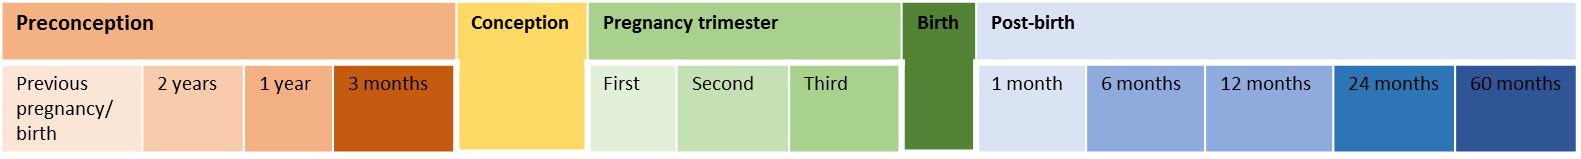 Preconception
Conception
Pregnancy trimester
Birth
Post-birth
Previous
pregnancy/
birth
2 years
1 year
3 months
First
Second
Third
1 month
6 months
12 months
24 months
60 months